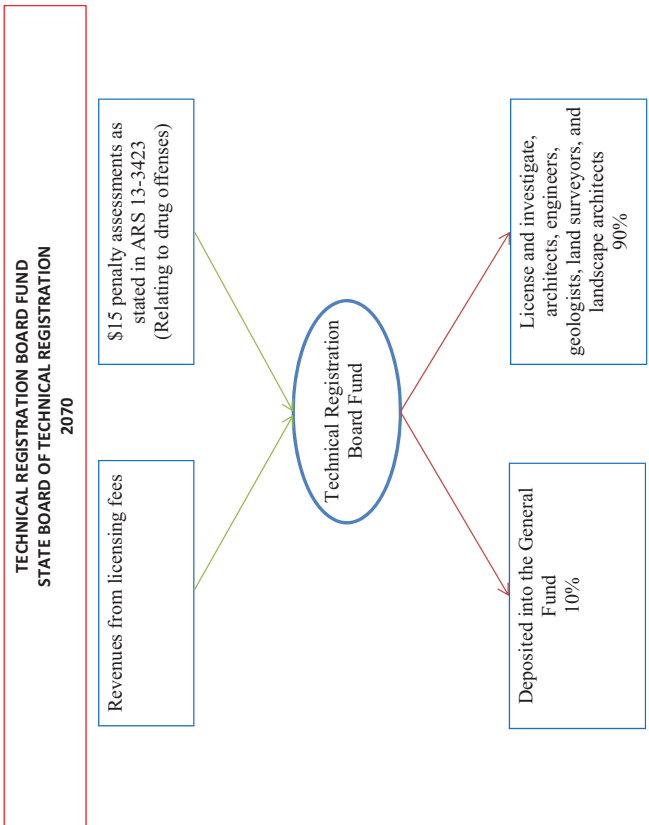 TECHNICAL REGISTRATION BOARD FUND
STATE BOARD OF TECHNICAL REGISTRATION
2070
Revenues from licensing fees
$15 penalty assessments as
stated in ARS 13-3423
(Relating to drug offenses)
Technical Registration
Board Fund
Deposited into the General
Fund
10%
License and investigate,
architects, engineers,
geologists, land surveyors, and
landscape architects
90%